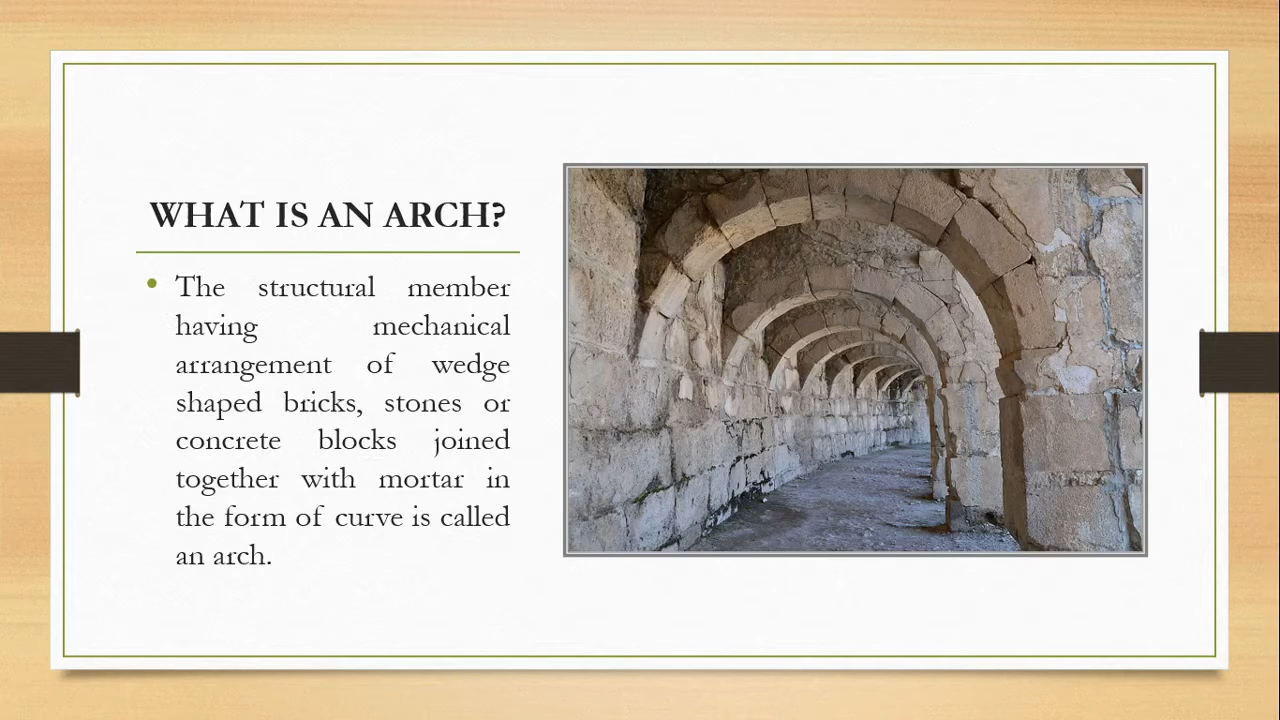 WHAT IS AN ARCH?
• The structural member
having mechanical
arrangement of wedge
shaped bricks, stones or
concrete blocks joined
together with mortar in
the form of curve is called
an arch.